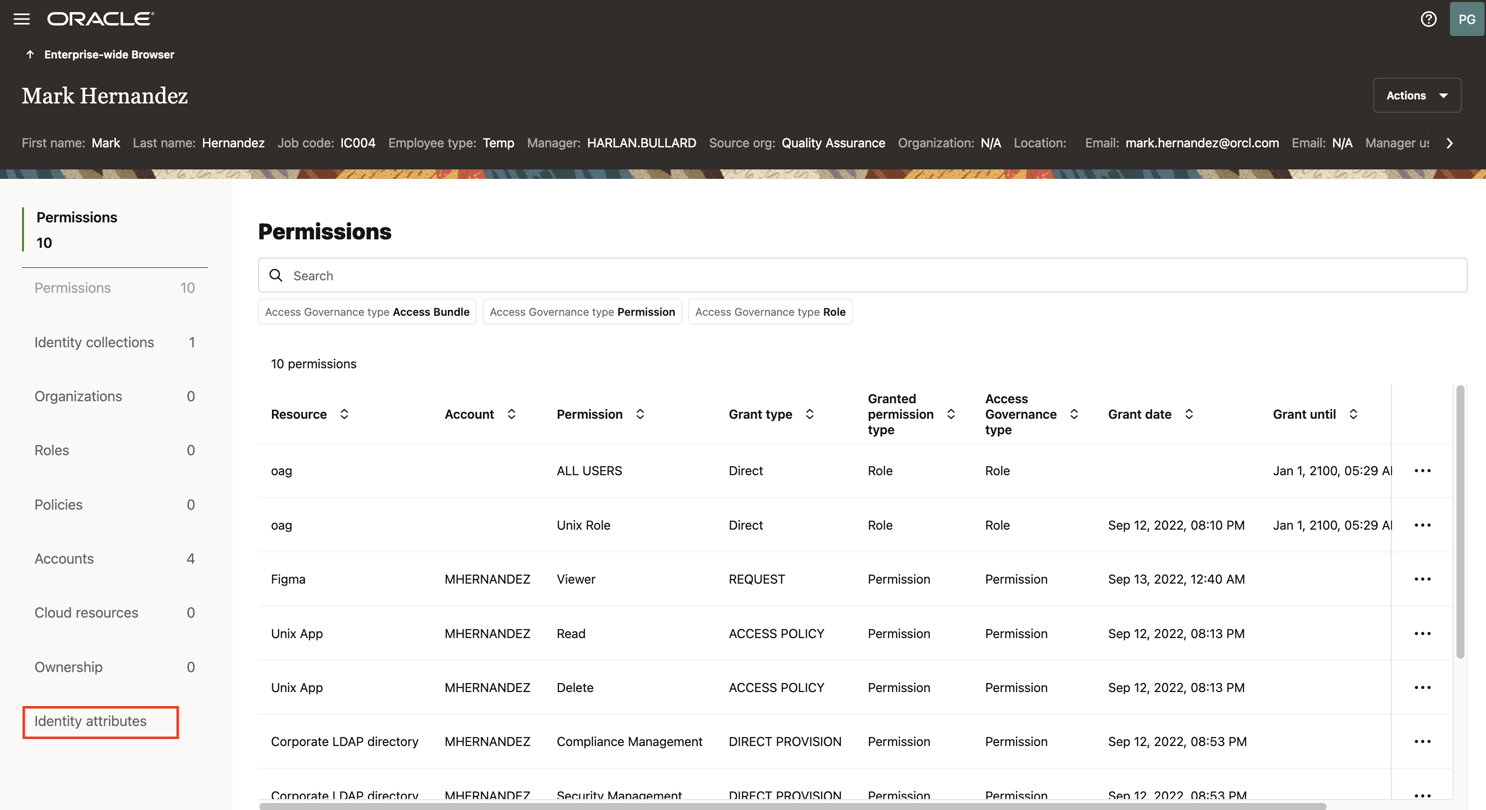 ORACLE
PG
Enterprise-wide Browser
Mark Hernandez
Actions
First name: Mark Last name: Hernandez Job code: IC004 Employee type: Temp Manager: HARLAN.BULLARD Source org: Quality Assurance Organization: N/A Location: Email: mark.hernandez@orcl.com Email: N/A Manager
Permissions
10
Permissions 10
Identity collections 1
Organizations 0
Roles 0
Policies 0
Accounts 4
Cloud resources 0
Ownership 0
Identity attributes
Permissions
Search
Access Governance type Access Bundle Access Governance type Permission Access Governance type Role
10 permissions
Resource Account Permission Grant type Granted permission type Access Governance type Grant date Grant until
oag ALL USERS Direct Role Role Jan 1, 2100, 05:29
oag Unix Role Direct Role Role Sep 12, 2022, 08:10 PM Jan 1, 2100, 05:29
Figma MHERNANDEZ Viewer REQUEST Permission Permission Sep 13, 2022, 12:40 AM
Unix App MHERNANDEZ Read ACCESS POLICY Permission Permission Sep 12, 2022, 08:13 PM
Unix App MHERNANDEZ Delete ACCESS POLICY Permission Permission Sep 12, 2022, 08:13 PM
Corporate LDAP directory MHERNANDEZ Compliance Management DIRECT PROVISION Permission Permission Sep 12, 2022, 08:53 PM
Corporate LDAP directory MHERNANDEZ Security Management DIRECT PROVISION Permission Permission Sep 12, 2022, 08:53 PM